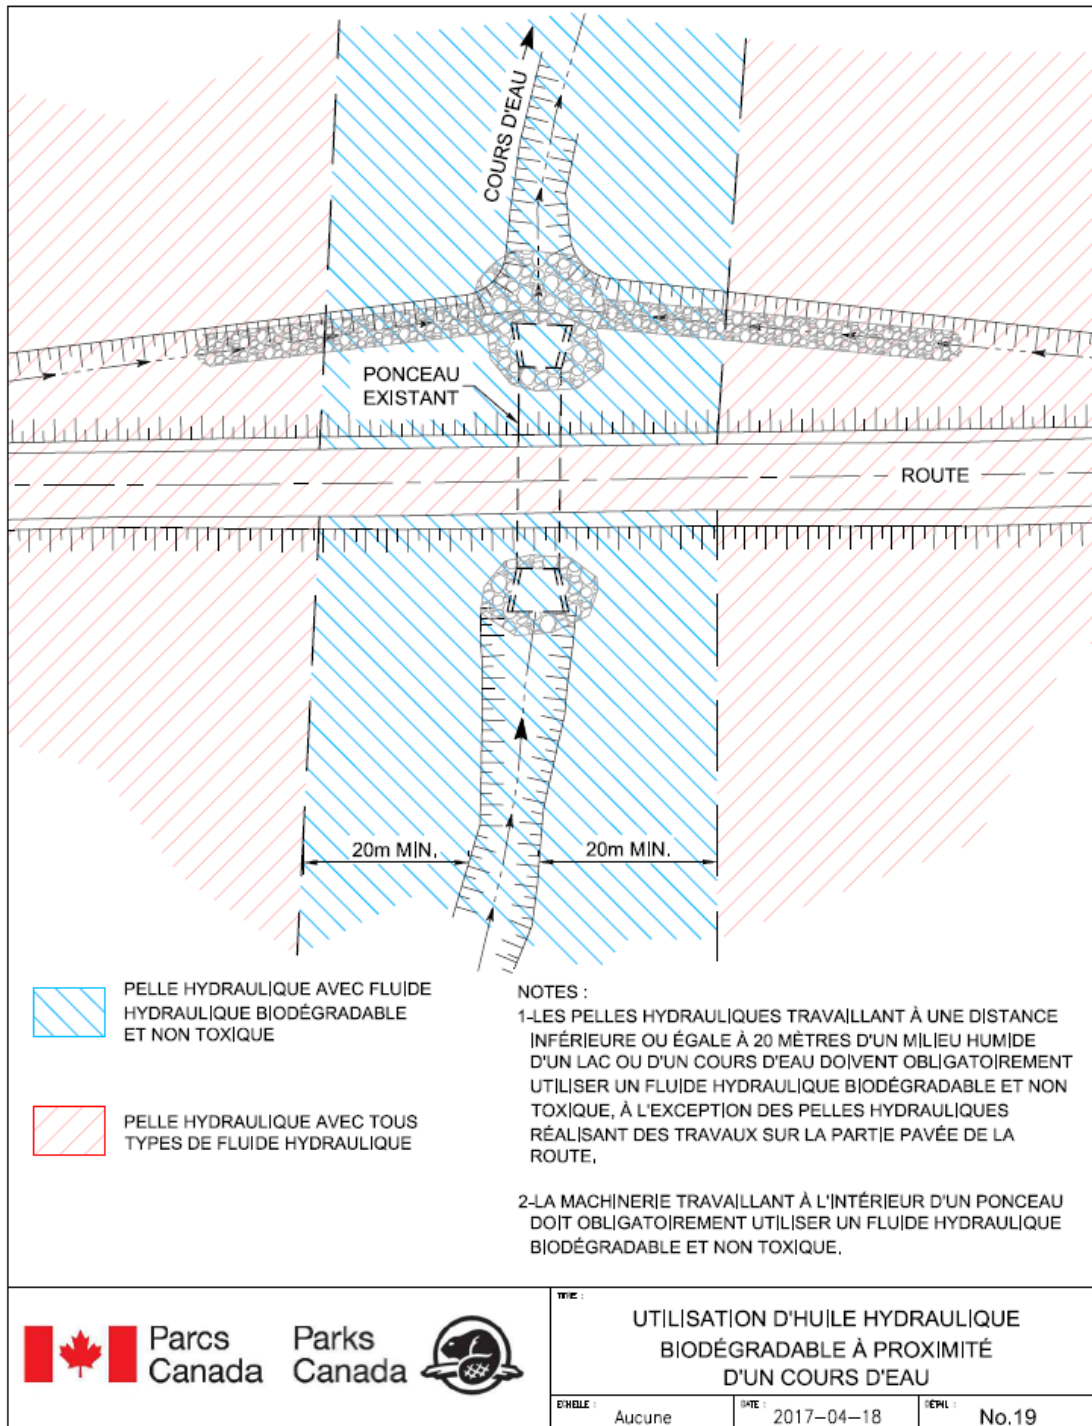 COURS D'EAU
PONCEAU
EXISTANT
ROUTE
20m MIN.
20m MIN.
PELLE HYDRAULIQUE AVEC FLUIDE
HYDRAULIQUE BIODÉGRADABLE
ET NON TOXIQUE
PELLE HYDRAULIQUE AVEC TOUS
TYPES DE FLUIDE HYDRAULIQUE
NOTES :
1-LES PELLES HYDRAULIQUES TRAVAILLANT À UNE DISTANCE
INFÉRIEURE OU ÉGALE À 20 MÈTRES D'UN MILIEU HUMIDE
D'UN LAC OU D'UN COURS D'EAU DOIVENT OBLIGATOIREMENT
UTILISER UN FLUIDE HYDRAULIQUE BIODÉGRADABLE ET NON
TOXIQUE, À L'EXCEPTION DES PELLES HYDRAULIQUES
RÉALISANT DES TRAVAUX SUR LA PARTIE PAVÉE DE LA
ROUTE.
2-LA MACHINERIE TRAVAILLANT À L'INTÉRIEUR D'UN PONCEAU
DOIT OBLIGATOIREMENT UTILISER UN FLUIDE HYDRAULIQUE
BIODÉGRADABLE ET NON TOXIQUE.
Parcs
Canada
Parks
Canada
TITRE :
UTILISATION D'HUILE HYDRAULIQUE
BIODÉGRADABLE À PROXIMITÉ
D'UN COURS D'EAU
ECHELLE :
Aucune
DATE :
2017-04-18
DÉTAIL :
No.19